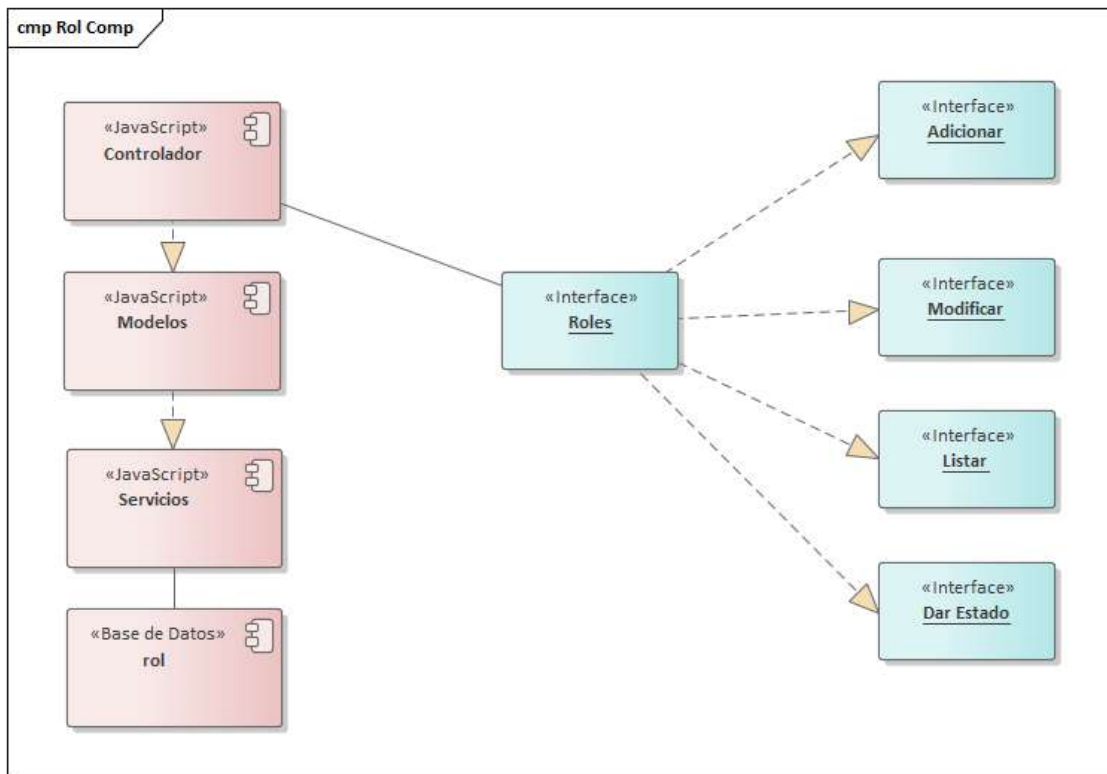 cmp Rol Comp
«JavaScript»
Controlador
«JavaScript»
Modelos
«JavaScript»
Servicios
«Base de Datos»
rol
«Interface»
Roles
«Interface»
Adicionar
«Interface»
Modificar
«Interface»
Listar
«Interface»
Dar Estado